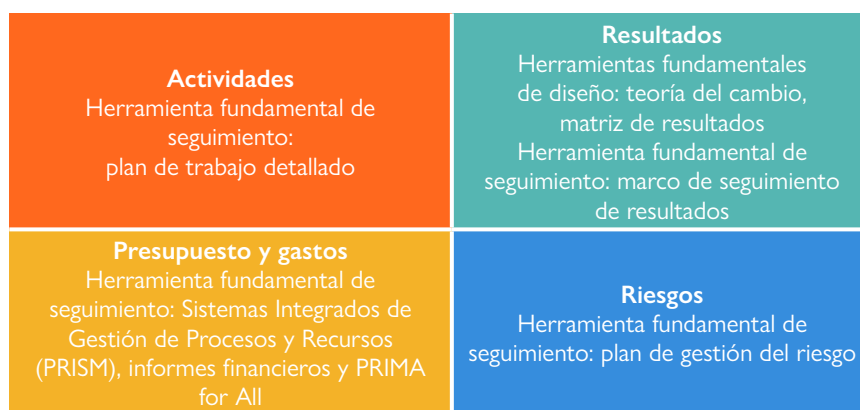 Actividades
Herramienta fundamental de
seguimiento:
plan de trabajo detallado
Resultados
Herramientas fundamentales
de diseño: teoría del cambio,
matriz de resultados
Herramienta fundamental de
seguimiento: marco de seguimiento
de resultados
Presupuesto y gastos
Herramienta fundamental de
seguimiento: Sistemas Integrados de
Gestión de Procesos y Recursos
(PRISM), informes financieros y PRIMA
for All
Riesgos
Herramienta fundamental de
seguimiento: plan de gestión del riesgo